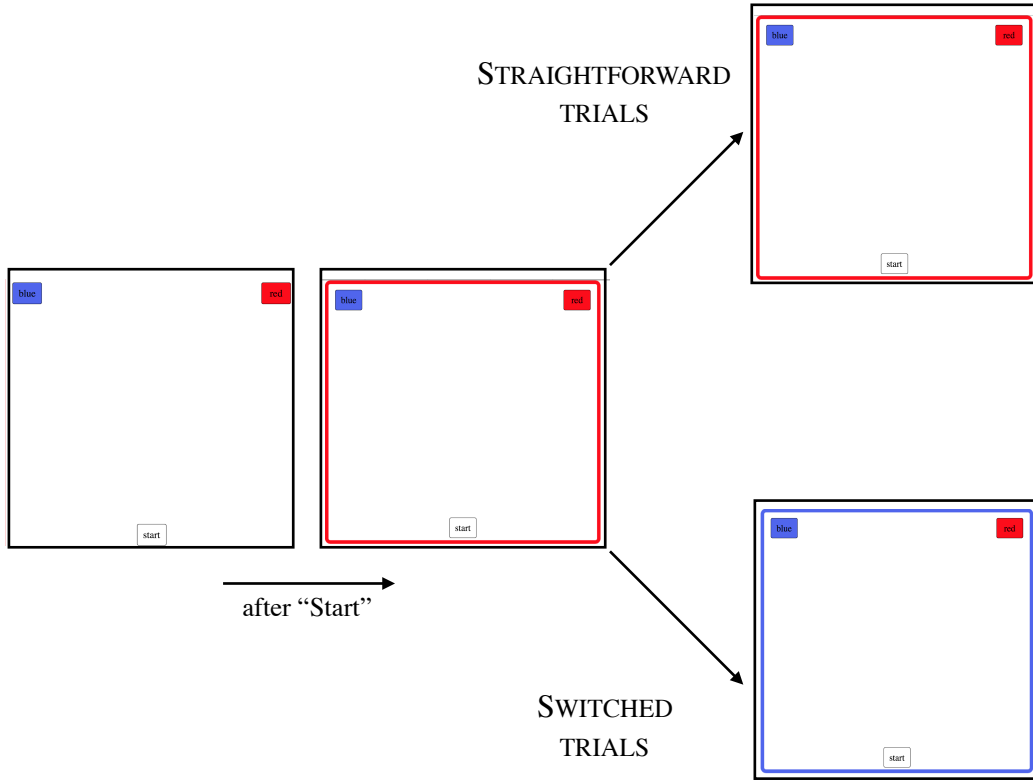 blue
red
STRAIGHTFORWARD
TRIALS
start
blue
red
start
blue
red
start
after “Start”
blue
red
SWITCHED
TRIALS
start